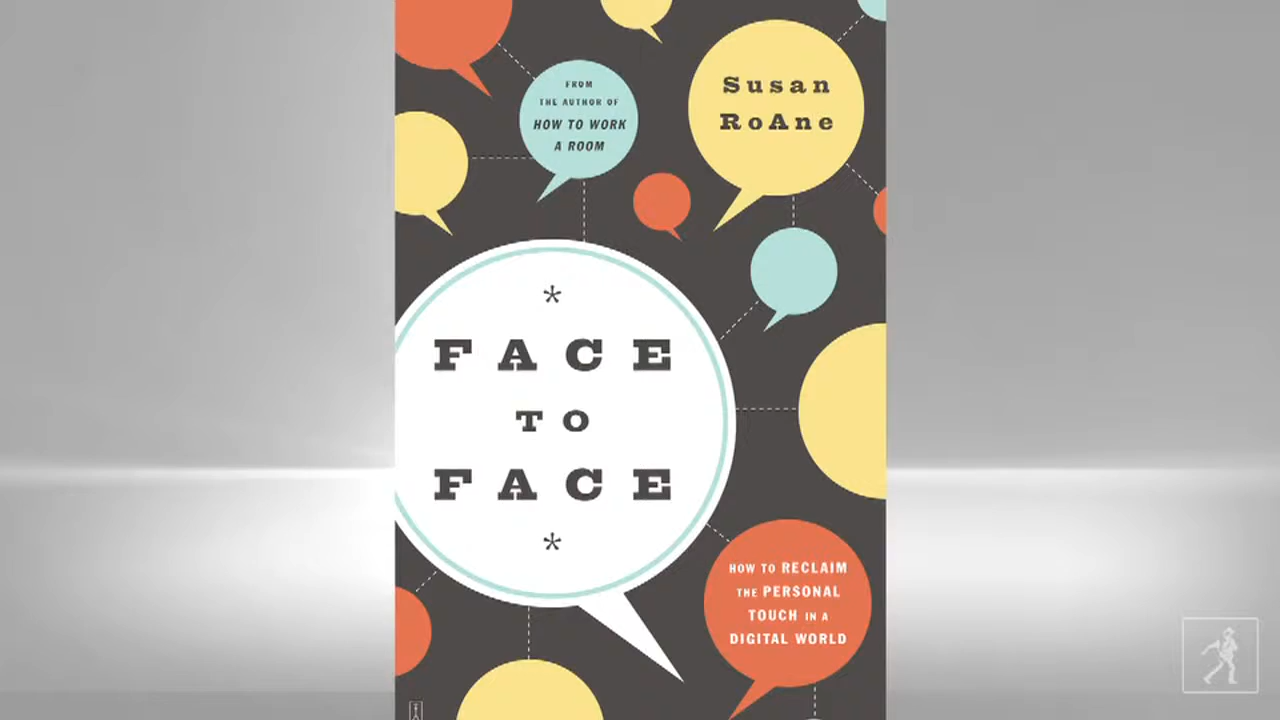 FROM
THE AUTHOR OF
HOW TO WORK
A ROOM
Susan
RoAne
*
FACE
TO
FACE
*
HOW TO RECLAIM
THE PERSONAL
TOUCH IN A
DIGITAL WORLD